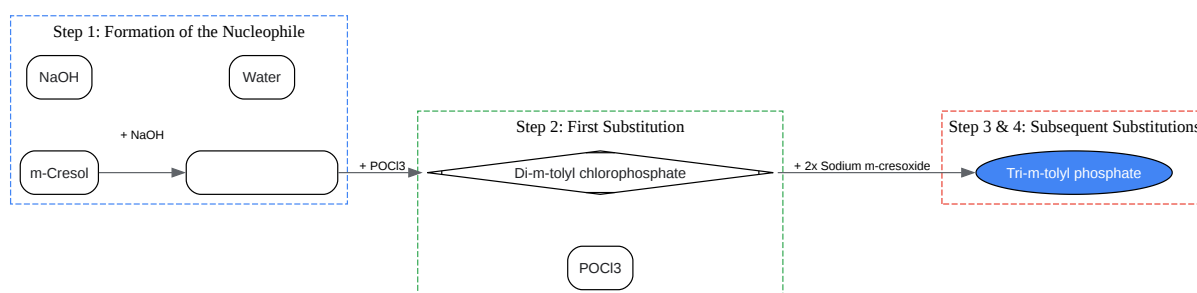 Step 1: Formation of the Nucleophile
NaOH
Water
+ NaOH
m-Cresol
+ POCl3
Step 2: First Substitution
Di-m-tolyl chlorophosphate
POCl3
+ 2x Sodium m-cresoxide
Step 3 & 4: Subsequent Substitutions
Tri-m-tolyl phosphate